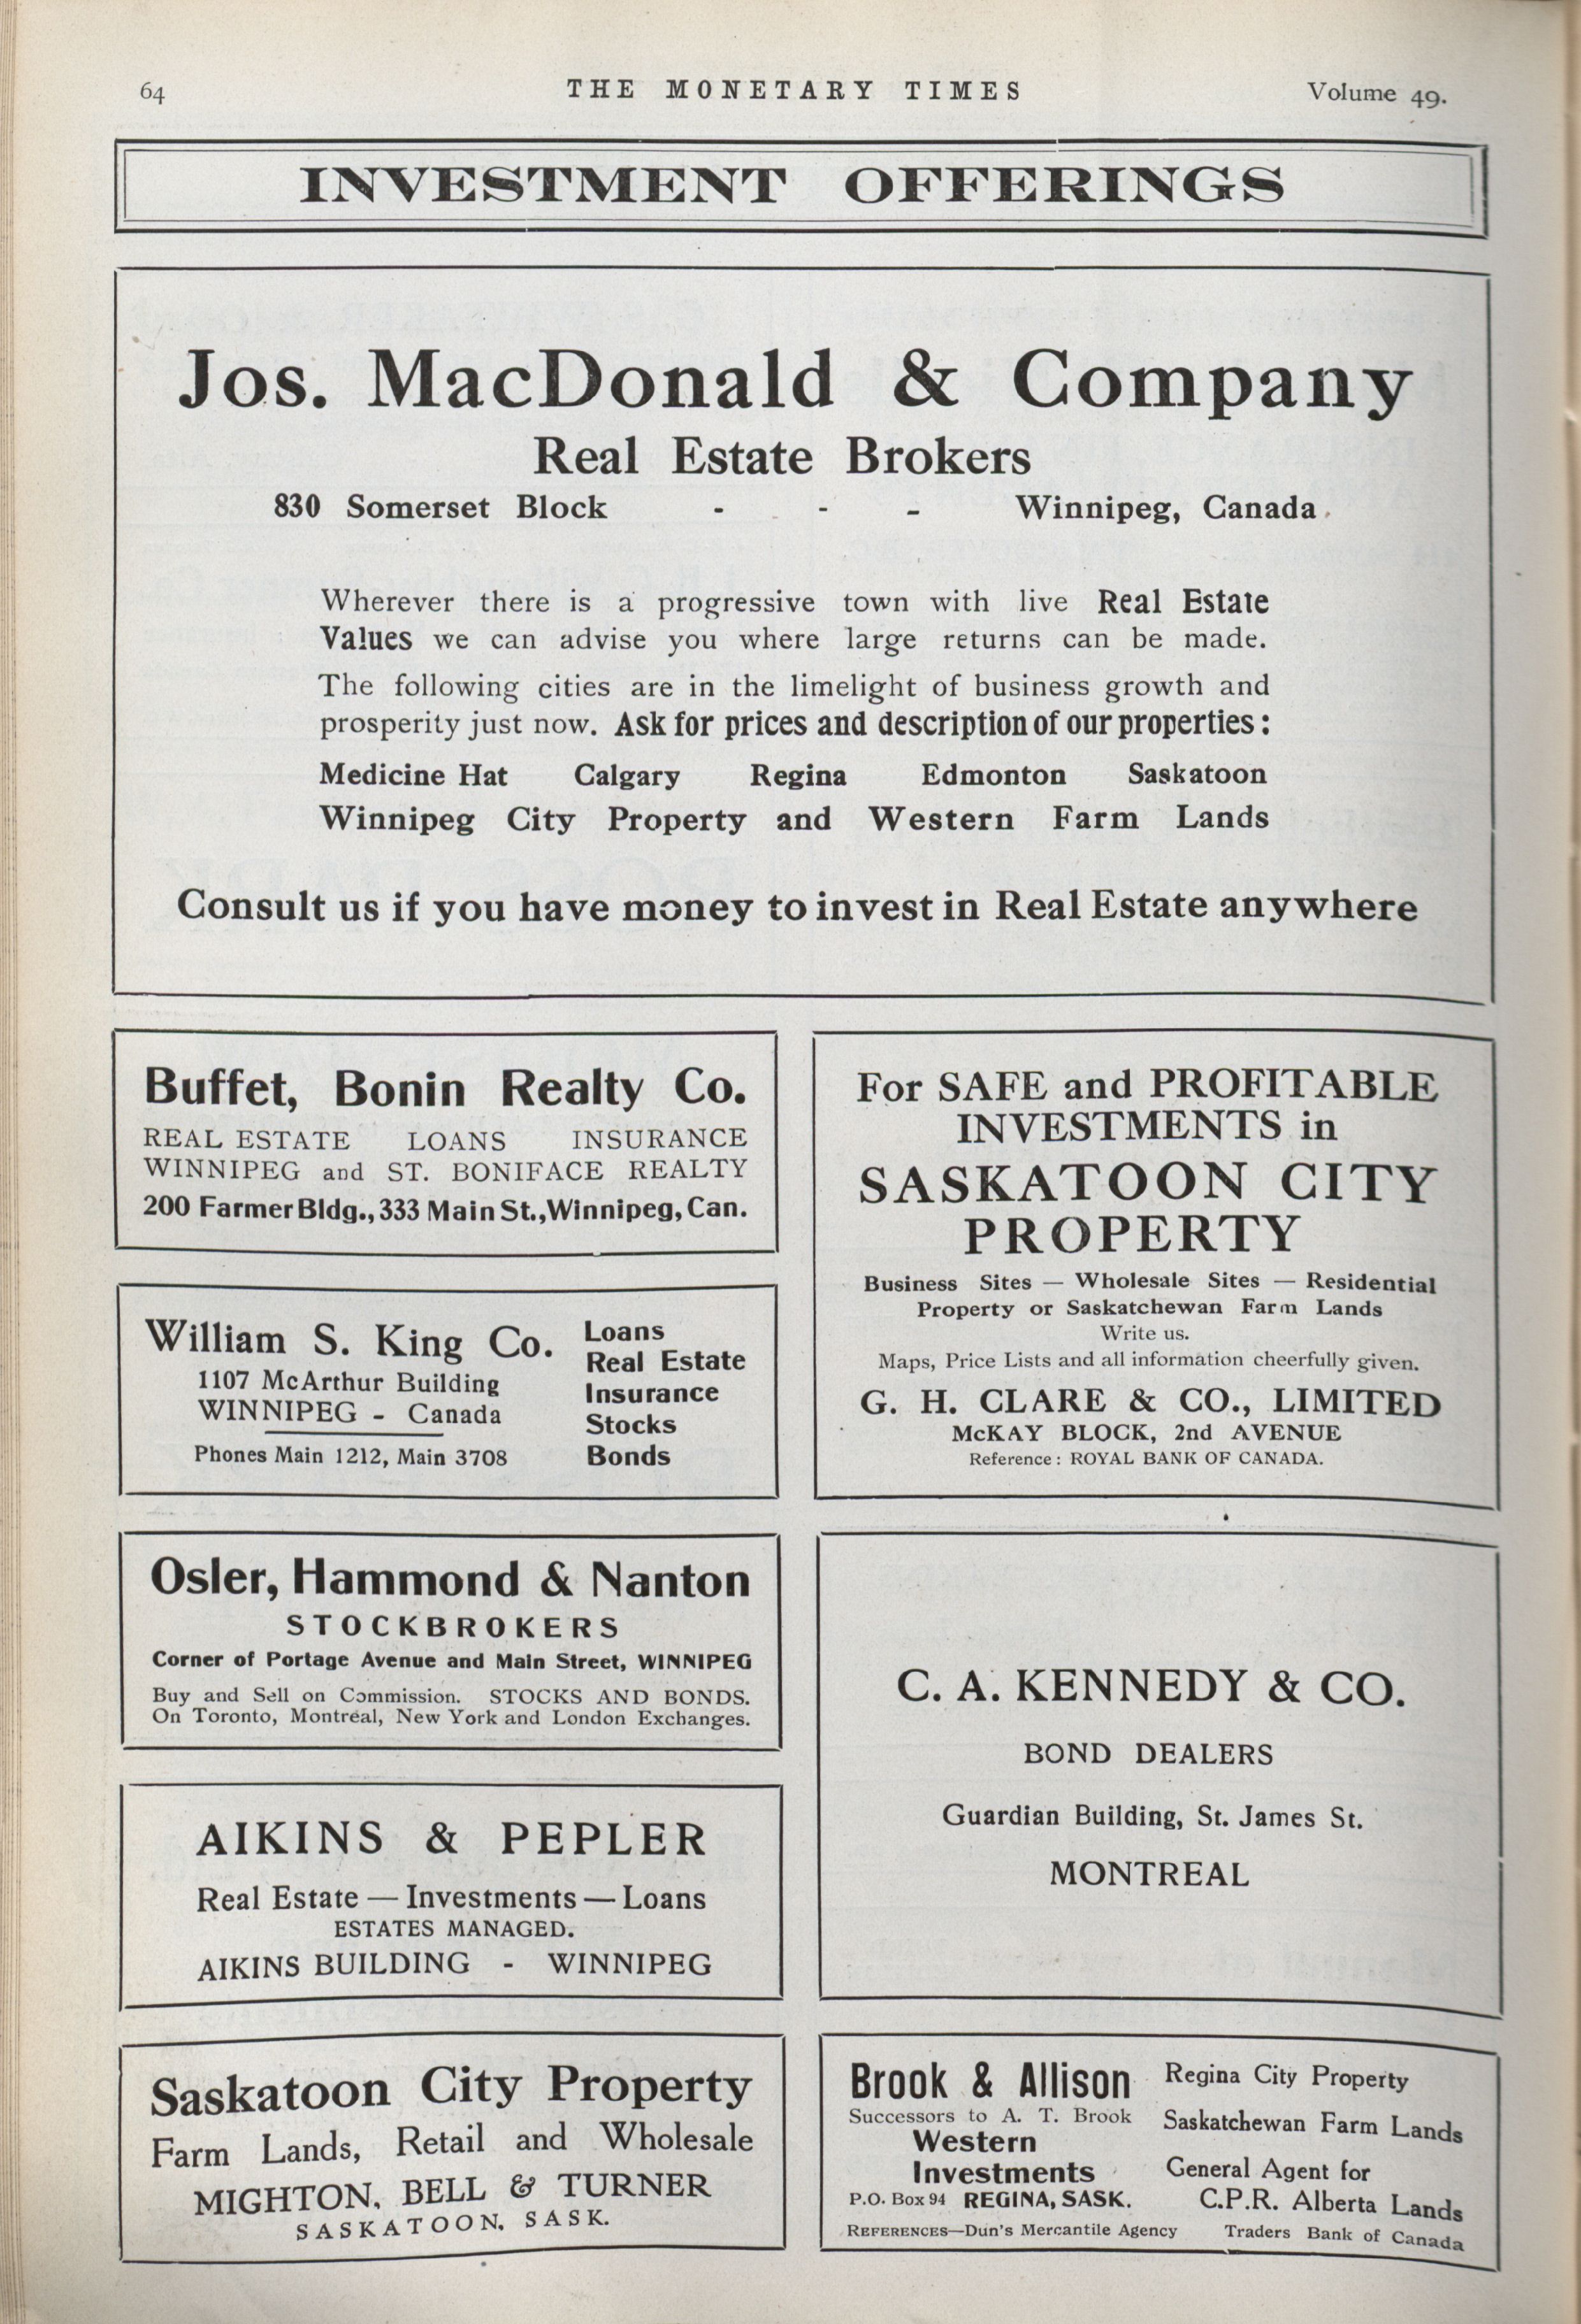 64
THE MONETARY TIMES
Volume 49.
INVESTMENT OFFERINGS
Jos. MacDonald & Company
Real Estate Brokers
830 Somerset Block - - - Winnipeg, Canada.
Wherever there is a progressive town with live Real Estate
Values we can advise you where large returns can be made.
The following cities are in the limelight of business growth and
prosperity just now. Ask for prices and description of our properties:
Medicine Hat Calgary Regina Edmonton Saskatoon
Winnipeg City Property and Western Farm Lands
Consult us if you have money to invest in Real Estate anywhere
Buffet, Bonin Realty Co.
REAL ESTATE LOANS INSURANCE
WINNIPEG and ST. BONIFACE REALTY
200 Farmer Bldg., 333 Main St., Winnipeg, Can.
William S. King Co.
1107 McArthur Building
WINNIPEG - Canada
Phones Main 1212, Main 3708
Loans
Real Estate
Insurance
Stocks
Bonds
Osler, Hammond & Nanton
STOCKBROKERS
Corner of Portage Avenue and Main Street, WINNIPEG
Buy and Sell on Commission. STOCKS AND BONDS.
On Toronto, Montreal, New York and London Exchanges.
AIKINS & PEPLER
Real Estate — Investments — Loans
ESTATES MANAGED.
AIKINS BUILDING - WINNIPEG
Saskatoon City Property
Farm Lands, Retail and Wholesale
MIGHTON, BELL & TURNER
SASKATOON, SASK.
For SAFE and PROFITABLE
INVESTMENTS in
SASKATOON CITY
PROPERTY
Business Sites — Wholesale Sites — Residential
Property or Saskatchewan Farm Lands
Write us.
Maps, Price Lists and all information cheerfully given.
G. H. CLARE & CO., LIMITED
McKAY BLOCK, 2nd AVENUE
Reference: ROYAL BANK OF CANADA.
C. A. KENNEDY & CO.
BOND DEALERS
Guardian Building, St. James St.
MONTREAL
Brook & Allison
Successors to A. T. Brook
Western
Investments
P.O. Box 94 REGINA, SASK.
Regina City Property
Saskatchewan Farm Lands
General Agent for
C.P.R. Alberta Lands
REFERENCES—Dun's Mercantile Agency Traders Bank of Canada